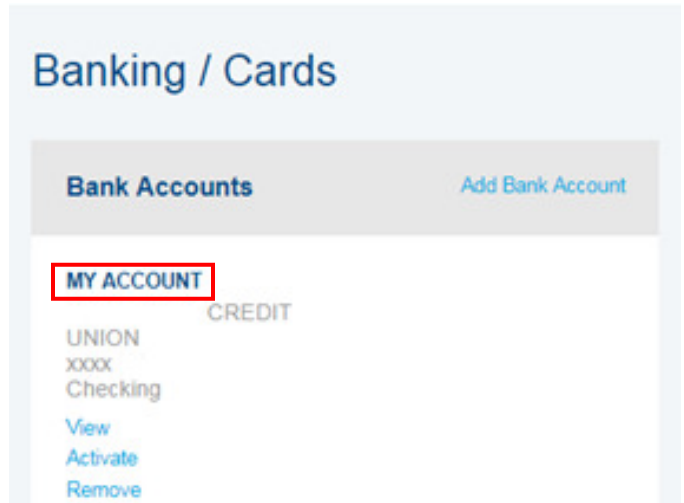 Banking / Cards
Bank Accounts Add Bank Account
MY ACCOUNT
CREDIT
UNION
xxxx
Checking
View
Activate
Remove